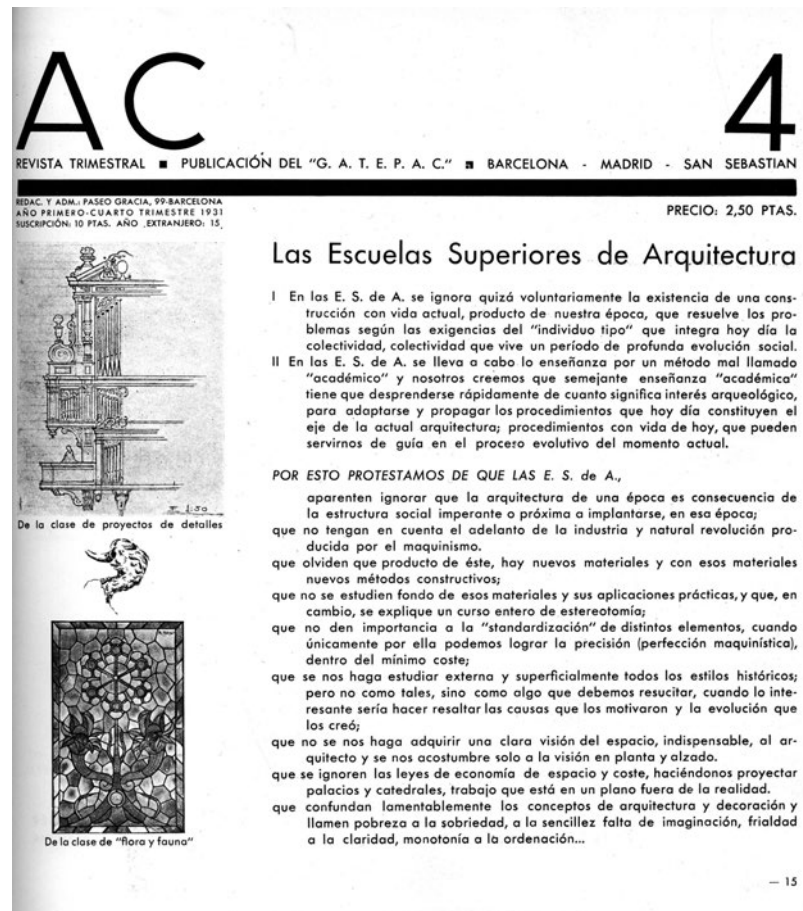 AC 4
REVISTA TRIMESTRAL ■ PUBLICACIÓN DEL "G. A. T. E. P. A. C." ■ BARCELONA - MADRID - SAN SEBASTIAN
REDAC. Y ADM.: PASEO GRACIA, 99-BARCELONA
AÑO PRIMERO-CUARTO TRIMESTRE 1931
SUSCRIPCIÓN: 10 PTAS. AÑO EXTRANJERO: 15
PRECIO: 2,50 PTAS.
De la clase de proyectos de detalles
De la clase de "flora y fauna"
Las Escuelas Superiores de Arquitectura
I En las E. S. de A. se ignora quizá voluntariamente la existencia de una cons-
trucción con vida actual, producto de nuestra época, que resuelve los pro-
blemas según las exigencias del "individuo tipo" que integra hoy día la
colectividad, colectividad que vive un período de profunda evolución social.
II En las E. S. de A. se lleva a cabo lo enseñanza por un método mal llamado
"académico" y nosotros creemos que semejante enseñanza "académica"
tiene que desprenderse rápidamente de cuanto significa interés arqueológico,
para adaptarse y propagar los procedimientos que hoy día constituyen el
eje de la actual arquitectura; procedimientos con vida de hoy, que pueden
servirnos de guía en el proceso evolutivo del momento actual.
POR ESTO PROTESTAMOS DE QUE LAS E. S. de A.,
aparenten ignorar que la arquitectura de una época es consecuencia de
la estructura social imperante o próxima a implantarse, en esa época;
que no tengan en cuenta el adelanto de la industria y natural revolución pro-
ducida por el maquinismo.
que olviden que producto de éste, hay nuevos materiales y con esos materiales
nuevos métodos constructivos;
que no se estudien fondo de esos materiales y sus aplicaciones prácticas, y que, en
cambio, se explique un curso entero de estereotomía;
que no den importancia a la "standardización" de distintos elementos, cuando
únicamente por ella podemos lograr la precisión (perfección maquinística),
dentro del mínimo coste;
que se nos haga estudiar externa y superficialmente todos los estilos históricos;
pero no como tales, sino como algo que debemos resucitar, cuando lo inte-
resante sería hacer resaltar las causas que los motivaron y la evolución que
los creó;
que no se nos haga adquirir una clara visión del espacio, indispensable, al ar-
quitecto y se nos acostumbre solo a la visión en planta y alzado.
que se ignoren las leyes de economía de espacio y coste, haciéndonos proyectar
palacios y catedrales, trabajo que está en un plano fuera de la realidad.
que confundan lamentablemente los conceptos de arquitectura y decoración y
llamen pobreza a la sobriedad, a la sencillez falta de imaginación, frialdad
a la claridad, monotonía a la ordenación...
— 15